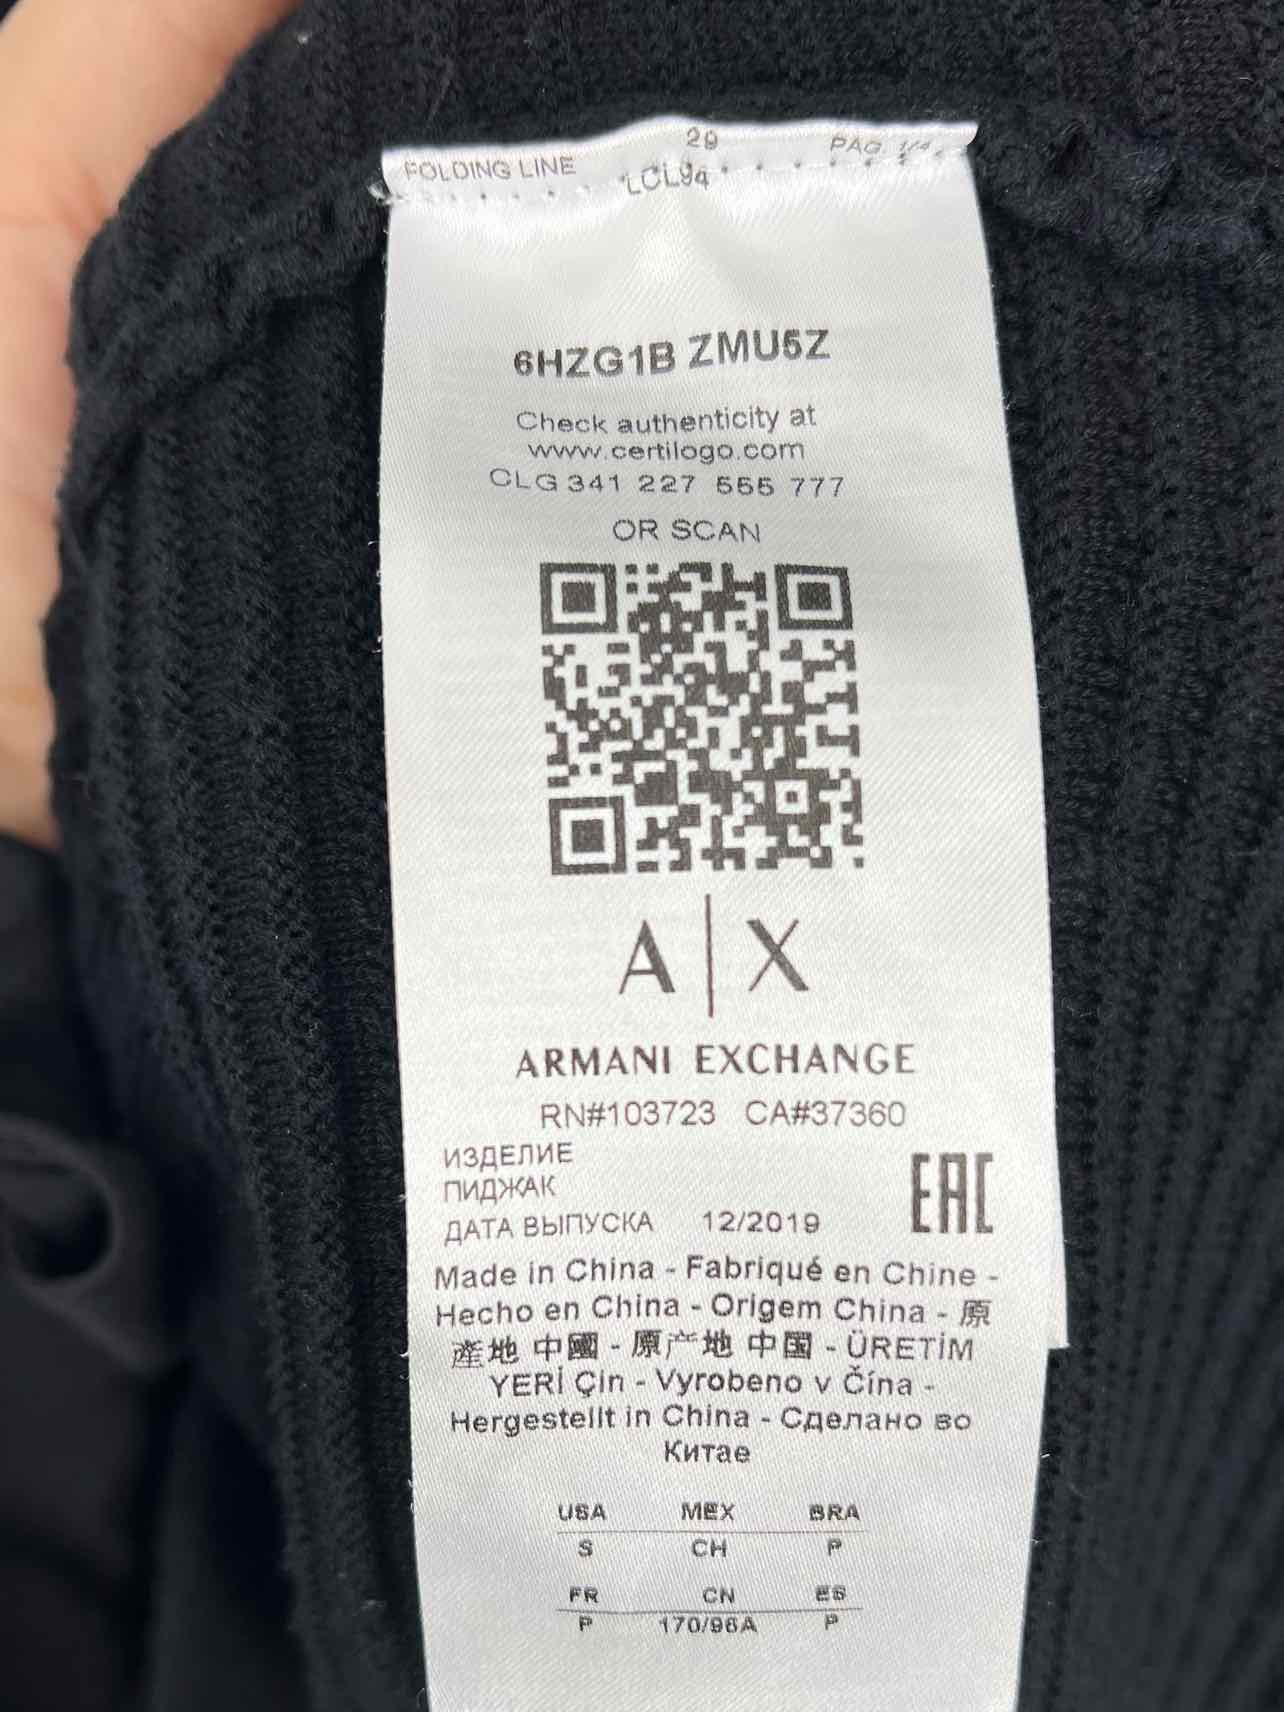 29
FOLDING LINE PAG. 1/4
LCL94
6HZG1B ZMU5Z
Check authenticity at
www.certilogo.com
CLG 341 227 555 777
OR SCAN
A|X
ARMANI EXCHANGE
RN#103723 CA#37360
ИЗДЕЛИЕ
ПИДЖАК
EAC
ДАТА ВЫПУСКА 12/2019
Made in China - Fabriqué en Chine -
Hecho en China - Origem China - 原
產地 中國 - 原产地 中国 - ÜRETİM
YERİ Çin - Vyrobeno v Čína -
Hergestellt in China - Сделано во
Китае
USA MEX BRA
S CH P
FR CN ES
P 170/96A P